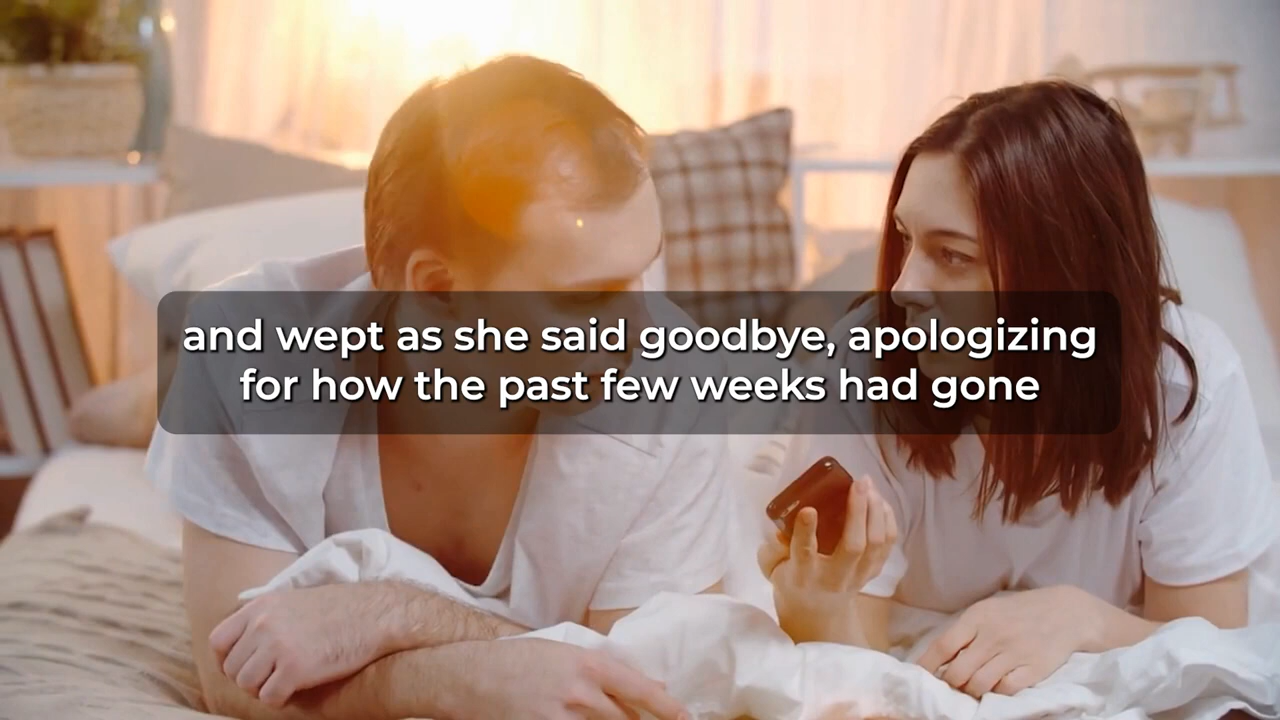 and wept as she said goodbye, apologizing
for how the past few weeks had gone